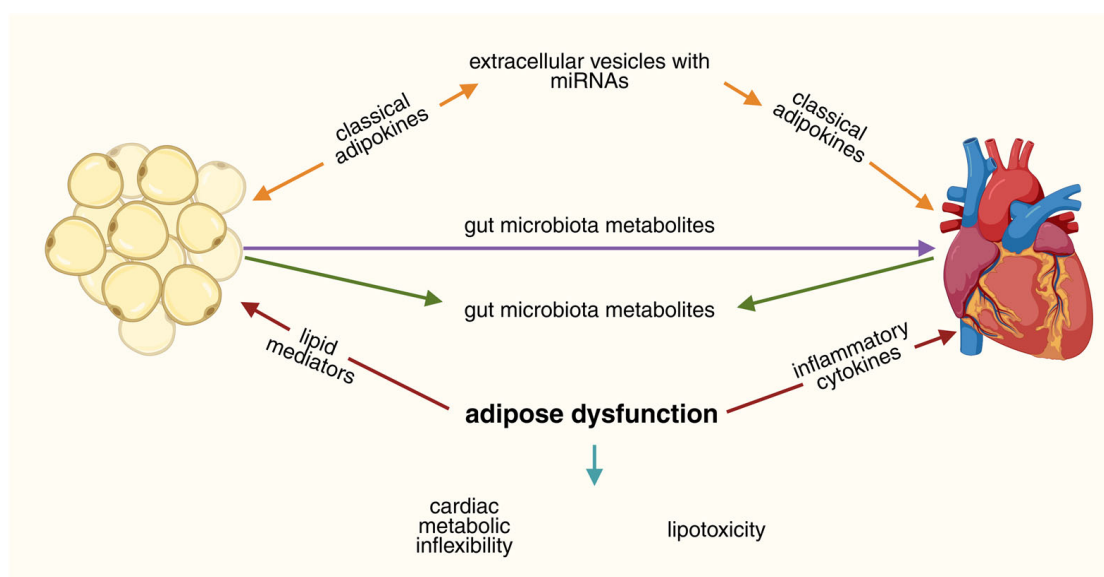 extracellular vesicles with
miRNAs
classical
adipokines
classical
adipokines
gut microbiota metabolites
gut microbiota metabolites
lipid
mediators
inflammatory
cytokines
adipose dysfunction
cardiac
metabolic
inflexibility
lipotoxicity